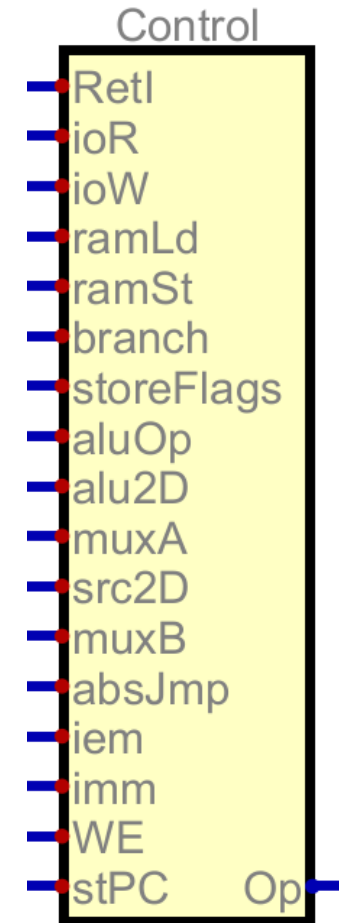 Control
RetI
ioR
ioW
ramLd
ramSt
branch
storeFlags
aluOp
alu2D
muxA
src2D
muxB
absJmp
iem
imm
WE
stPC Op